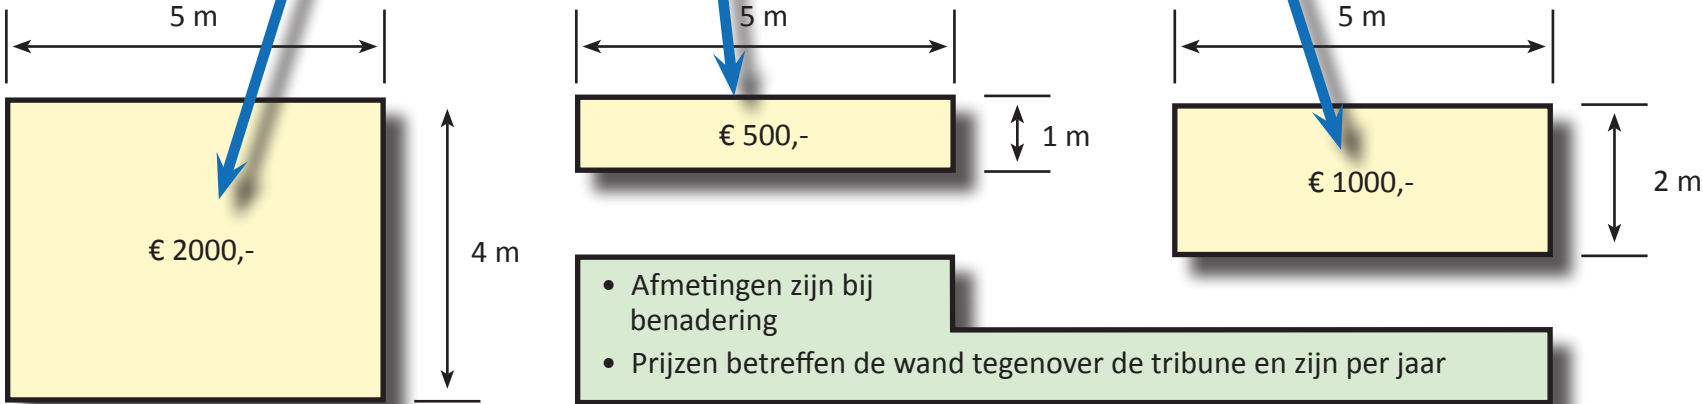 5 m
5 m
5 m
€ 500,-
1 m
€ 1000,-
2 m
€ 2000,-
4 m
• Afmetingen zijn bij
benadering
• Prijzen betreffen de wand tegenover de tribune en zijn per jaar